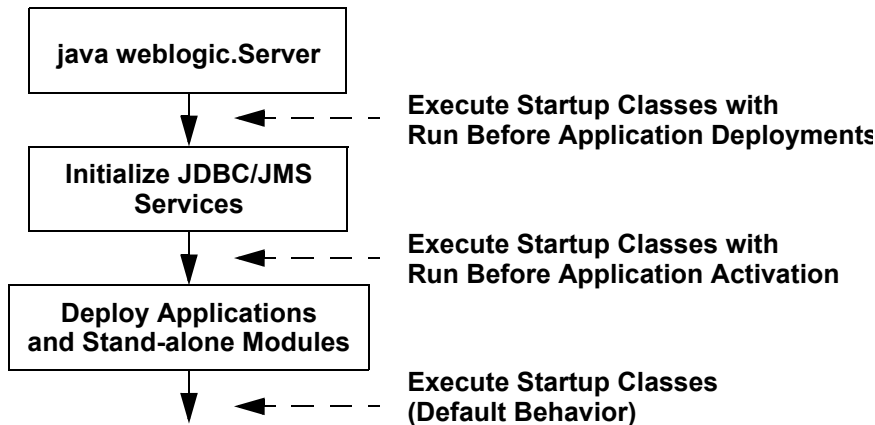 java weblogic.Server
Execute Startup Classes with
Run Before Application Deployments
Initialize JDBC/JMS
Services
Execute Startup Classes with
Run Before Application Activation
Deploy Applications
and Stand-alone Modules
Execute Startup Classes
(Default Behavior)